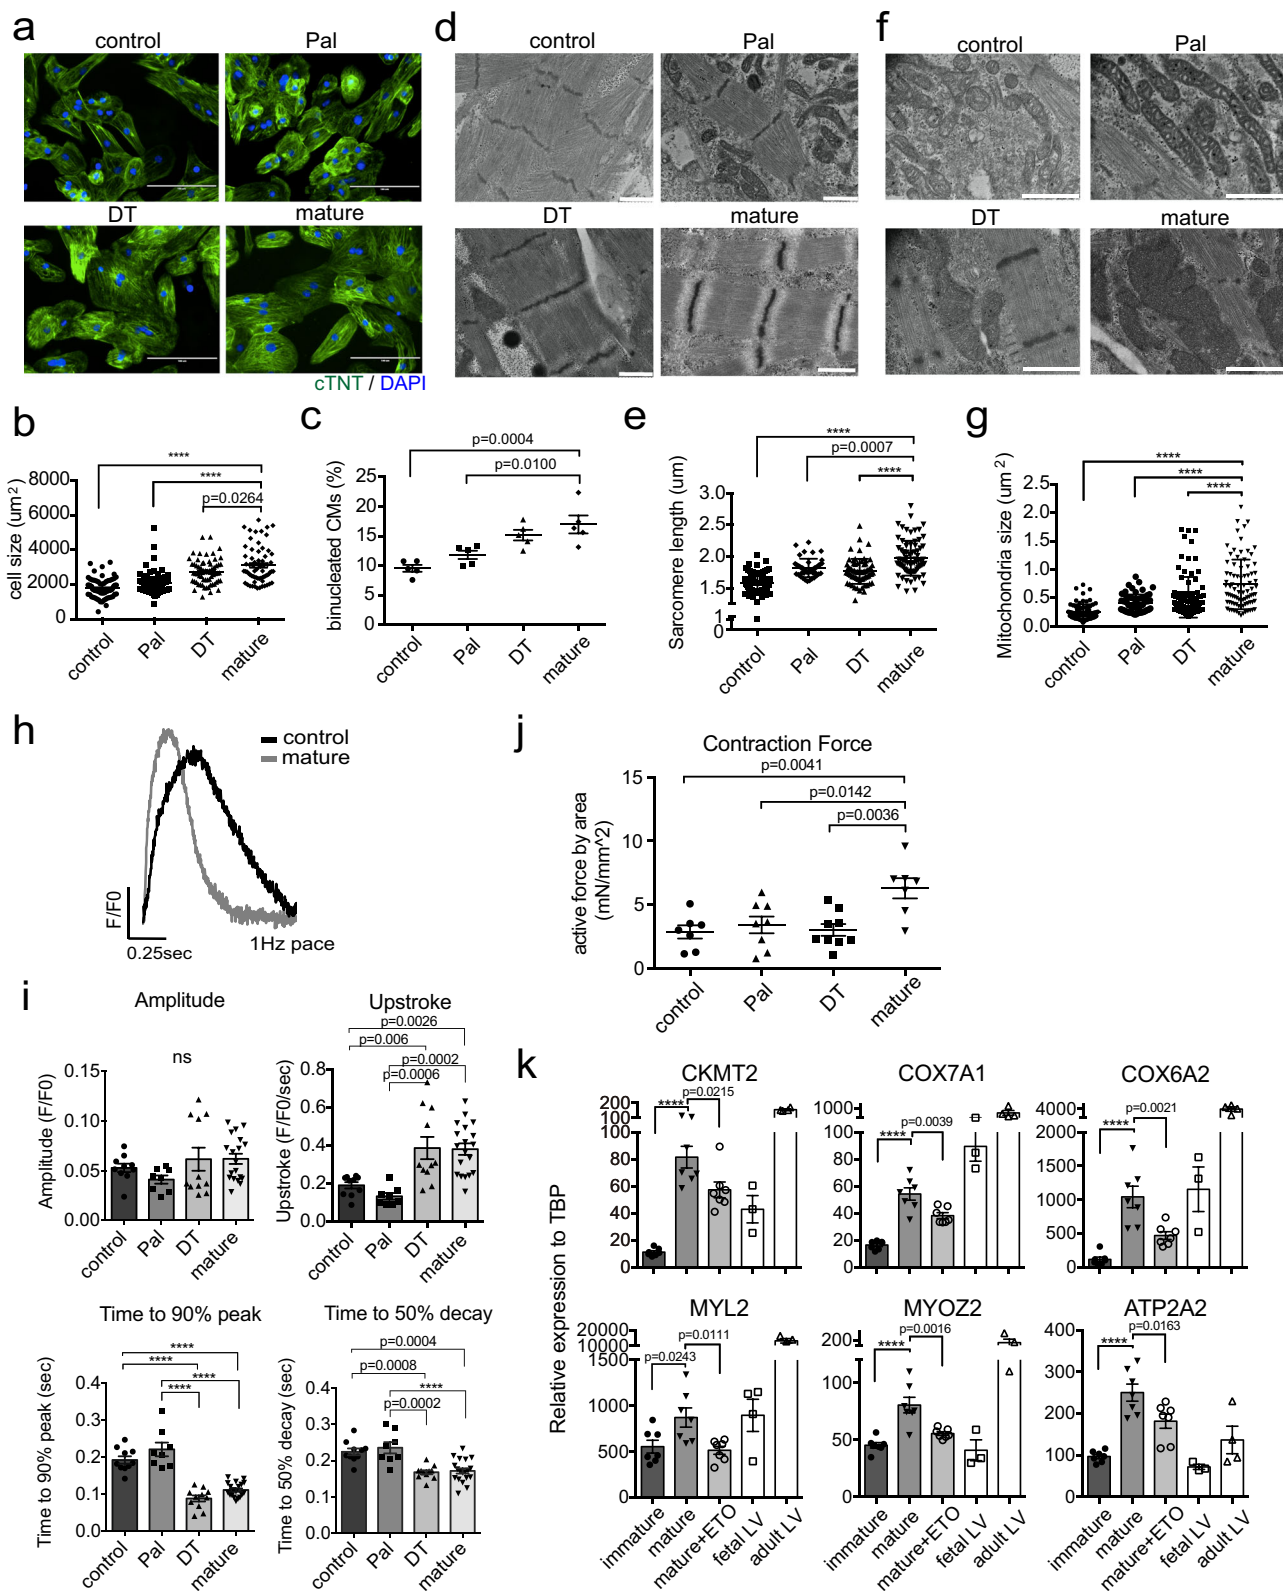 a
control
Pal
DT
mature
cTNT / DAPI
d
control
Pal
DT
mature
f
control
Pal
DT
mature
b
cell size (um²)
8000
6000
4000
2000
0
****
****
p=0.0264
control
Pal
DT
mature
c
binucleated CMs (%)
25
20
15
10
5
0
p=0.0004
p=0.0100
control
Pal
DT
mature
e
Sarcomere length (um)
3.0
2.5
2.0
1.5
1
1
0
****
p=0.0007
****
control
Pal
DT
mature
g
Mitochondria size (um²)
2.5
2.0
1.5
1.0
0.5
0.0
****
****
****
control
Pal
DT
mature
h
control
mature
F/F0
0.25sec
1Hz pace
j
Contraction Force
active force by area
(mN/mm^2)
15
10
5
0
p=0.0041
p=0.0142
p=0.0036
control
Pal
DT
mature
i
Amplitude
ns
Amplitude (F/F0)
0.15
0.10
0.05
0.00
control
Pal
DT
mature
Upstroke
p=0.0026
p=0.006
p=0.0002
p=0.0006
Upstroke (F/F0/sec)
0.8
0.6
0.4
0.2
0.0
control
Pal
DT
mature
Time to 90% peak
****
****
****
****
Time to 90% peak (sec)
0.4
0.3
0.2
0.1
0.0
control
Pal
DT
mature
Time to 50% decay
p=0.0004
p=0.0008
****
p=0.0002
Time to 50% decay (sec)
0.4
0.3
0.2
0.1
0.0
control
Pal
DT
mature
k
Relative expression to TBP
CKMT2
p=0.0215
****
200
100
100
80
60
40
20
0
COX7A1
p=0.0039
****
1000
100
80
60
40
20
0
COX6A2
p=0.0021
****
4000
2000
2000
1500
1000
500
0
MYL2
p=0.0111
p=0.0243
20000
10000
1500
1000
500
0
immature
mature
mature+ETO
fetal LV
adult LV
MYOZ2
p=0.0016
****
200
100
50
0
immature
mature
mature+ETO
fetal LV
adult LV
ATP2A2
p=0.0163
****
400
300
200
100
0
immature
mature
mature+ETO
fetal LV
adult LV